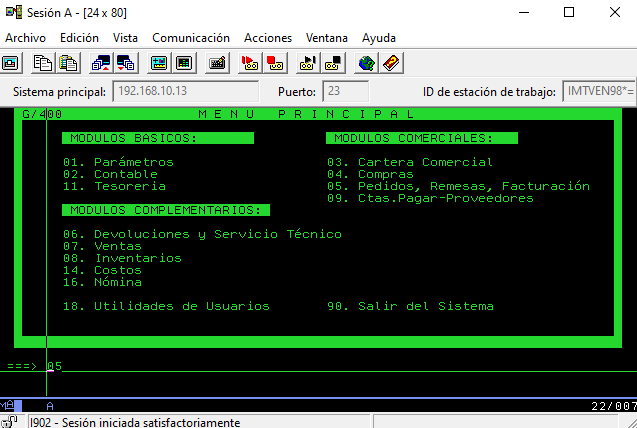 Sesión A - [24 x 80]
Archivo Edición Vista Comunicación Acciones Ventana Ayuda
Sistema principal: 192.168.10.13 Puerto: 23 ID de estación de trabajo: IMTVEN98*=
G/400 M E N U P R I N C I P A L
MODULOS BASICOS: MODULOS COMERCIALES:
01. Parámetros 03. Cartera Comercial
02. Contable 04. Compras
11. Tesoreria 05. Pedidos, Remesas, Facturación
09. Ctas.Pagar-Proveedores
MODULOS COMPLEMENTARIOS:
06. Devoluciones y Servicio Técnico
07. Ventas
08. Inventarios
14. Costos
16. Nómina
18. Utilidades de Usuarios 90. Salir del Sistema
===> 05
MA A 22/007
I902 - Sesión iniciada satisfactoriamente